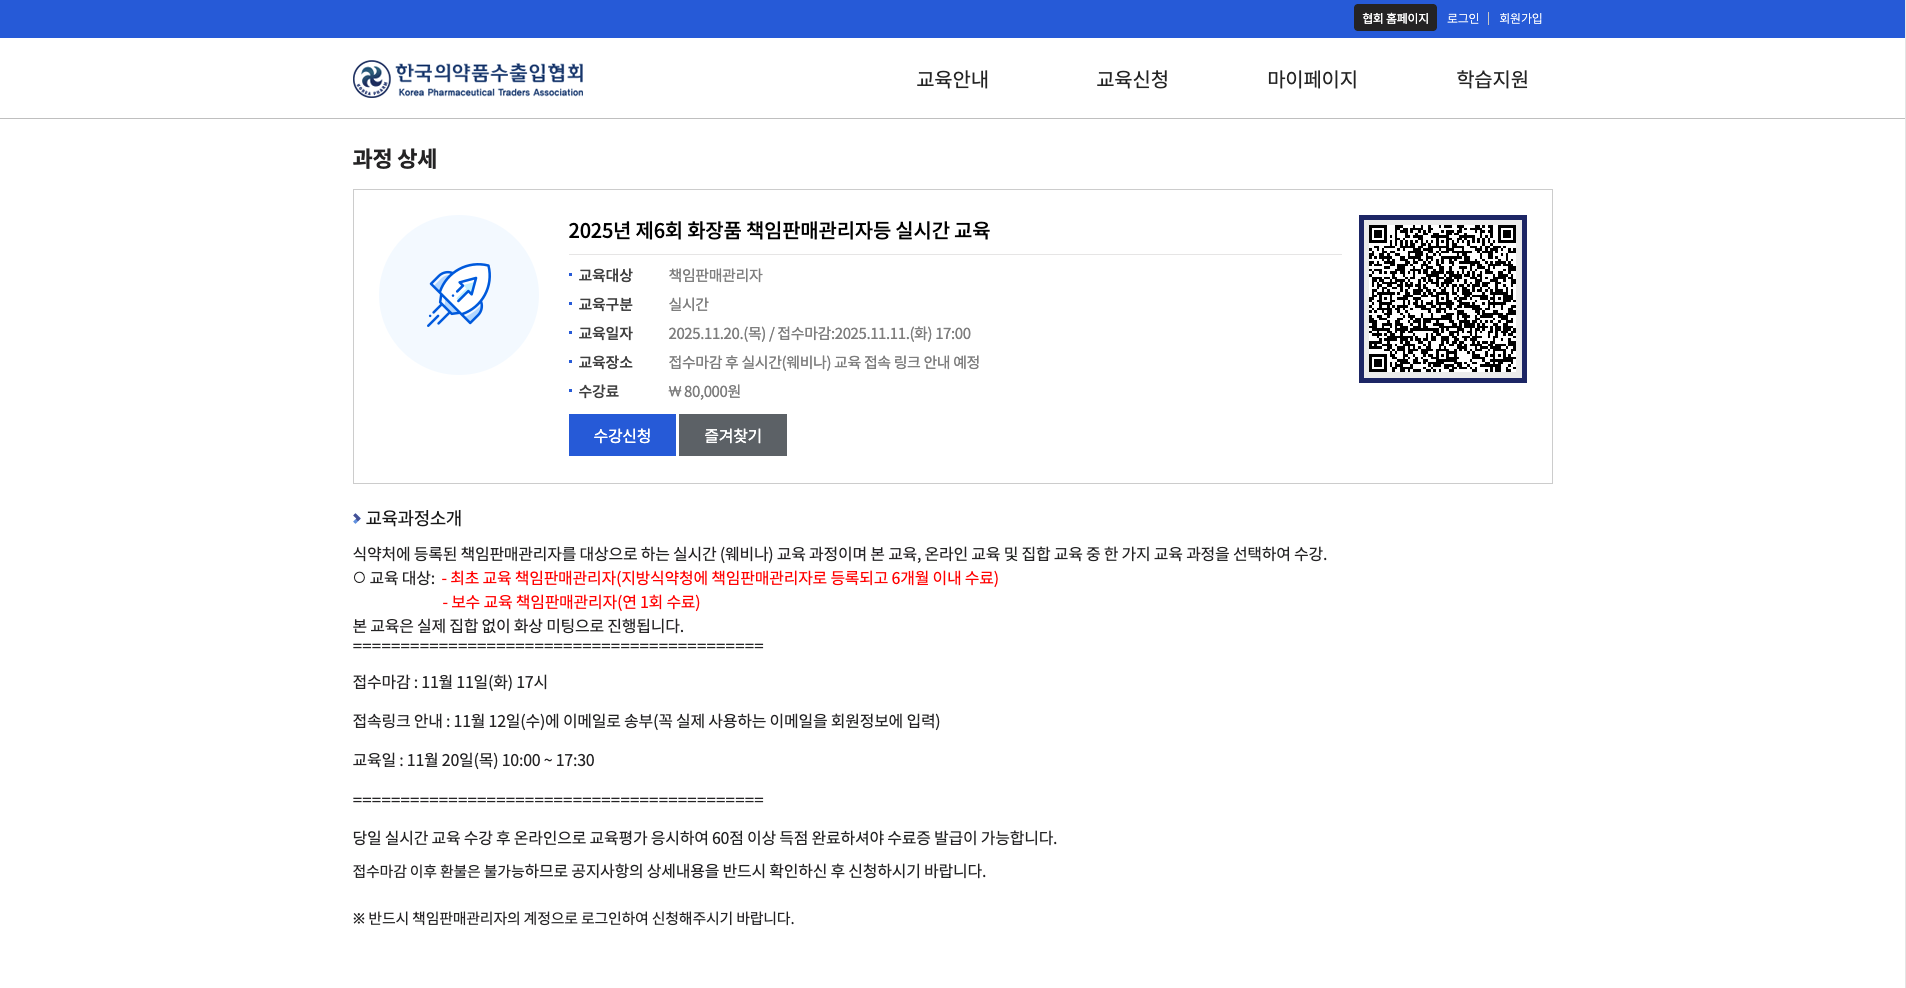 협회 홈페이지 로그인 | 회원가입
한국의약품수출입협회
Korea Pharmaceutical Traders Association
KOREA PHARM
교육안내 교육신청 마이페이지 학습지원
과정 상세
2025년 제6회 화장품 책임판매관리자등 실시간 교육
교육대상 책임판매관리자
교육구분 실시간
교육일자 2025.11.20.(목) / 접수마감:2025.11.11.(화) 17:00
교육장소 접수마감 후 실시간(웨비나) 교육 접속 링크 안내 예정
수강료 ₩ 80,000원
수강신청 즐겨찾기
교육과정소개
식약처에 등록된 책임판매관리자를 대상으로 하는 실시간 (웨비나) 교육 과정이며 본 교육, 온라인 교육 및 집합 교육 중 한 가지 교육 과정을 선택하여 수강.
○ 교육 대상: - 최초 교육 책임판매관리자(지방식약청에 책임판매관리자로 등록되고 6개월 이내 수료)
- 보수 교육 책임판매관리자(연 1회 수료)
본 교육은 실제 집합 없이 화상 미팅으로 진행됩니다.
===========================================
접수마감 : 11월 11일(화) 17시
접속링크 안내 : 11월 12일(수)에 이메일로 송부(꼭 실제 사용하는 이메일을 회원정보에 입력)
교육일 : 11월 20일(목) 10:00 ~ 17:30
===========================================
당일 실시간 교육 수강 후 온라인으로 교육평가 응시하여 60점 이상 득점 완료하셔야 수료증 발급이 가능합니다.
접수마감 이후 환불은 불가능하므로 공지사항의 상세내용을 반드시 확인하신 후 신청하시기 바랍니다.
※ 반드시 책임판매관리자의 계정으로 로그인하여 신청해주시기 바랍니다.